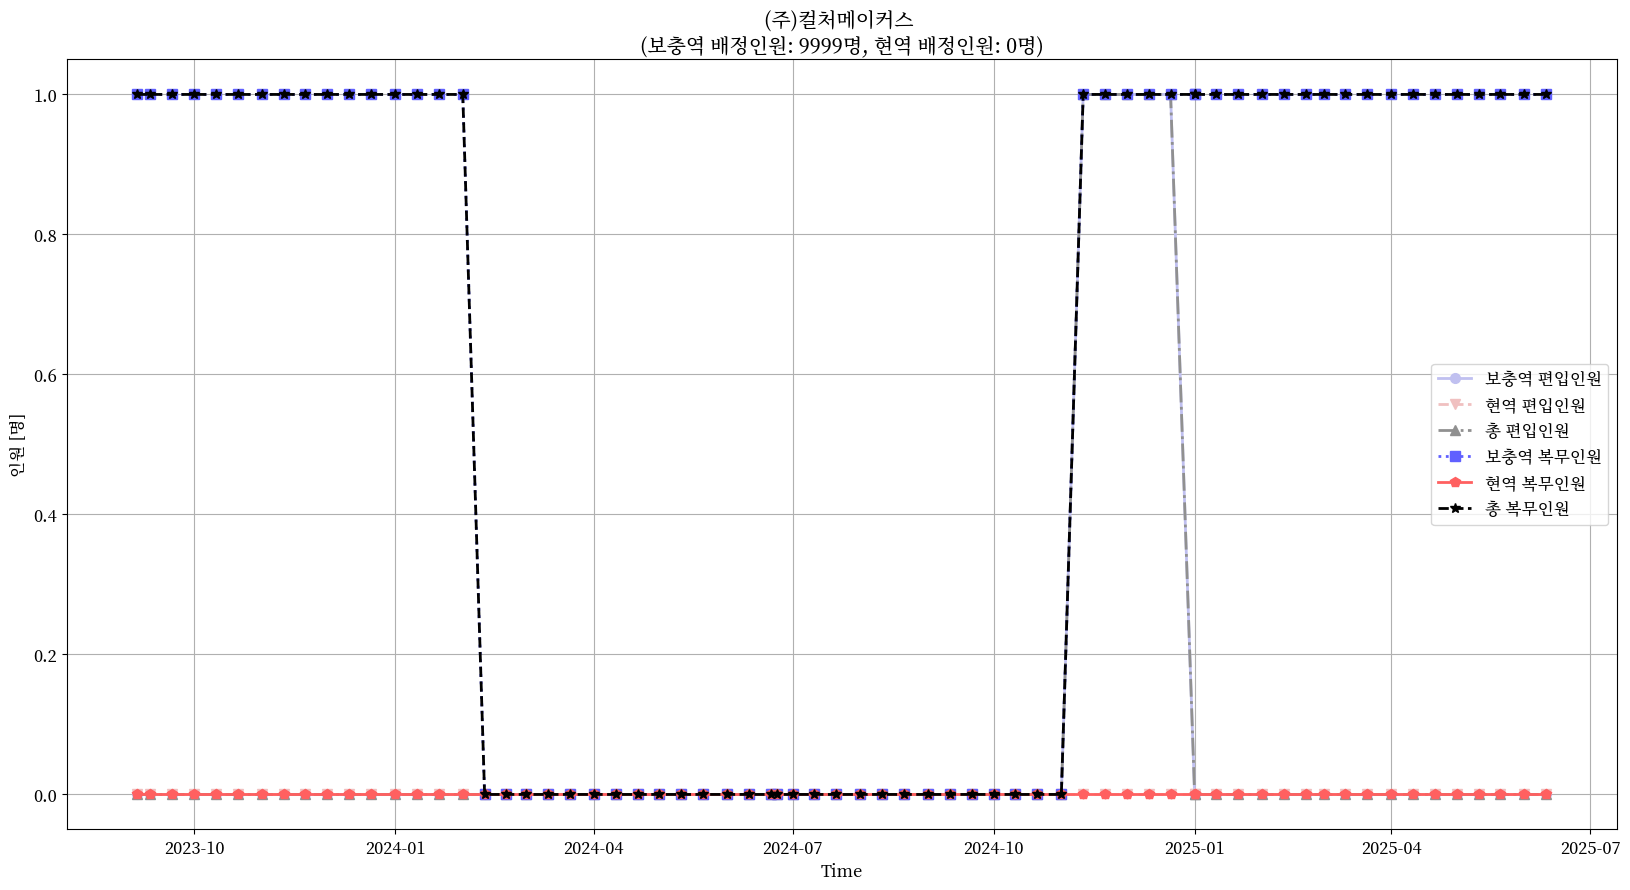 (주)컬처메이커스
(보충역 배정인원: 9999명, 현역 배정인원: 0명)
인원 [명]
1.0
0.8
0.6
0.4
0.2
0.0
보충역 편입인원
현역 편입인원
총 편입인원
보충역 복무인원
현역 복무인원
총 복무인원
2023-10 2024-01 2024-04 2024-07 2024-10 2025-01 2025-04 2025-07
Time